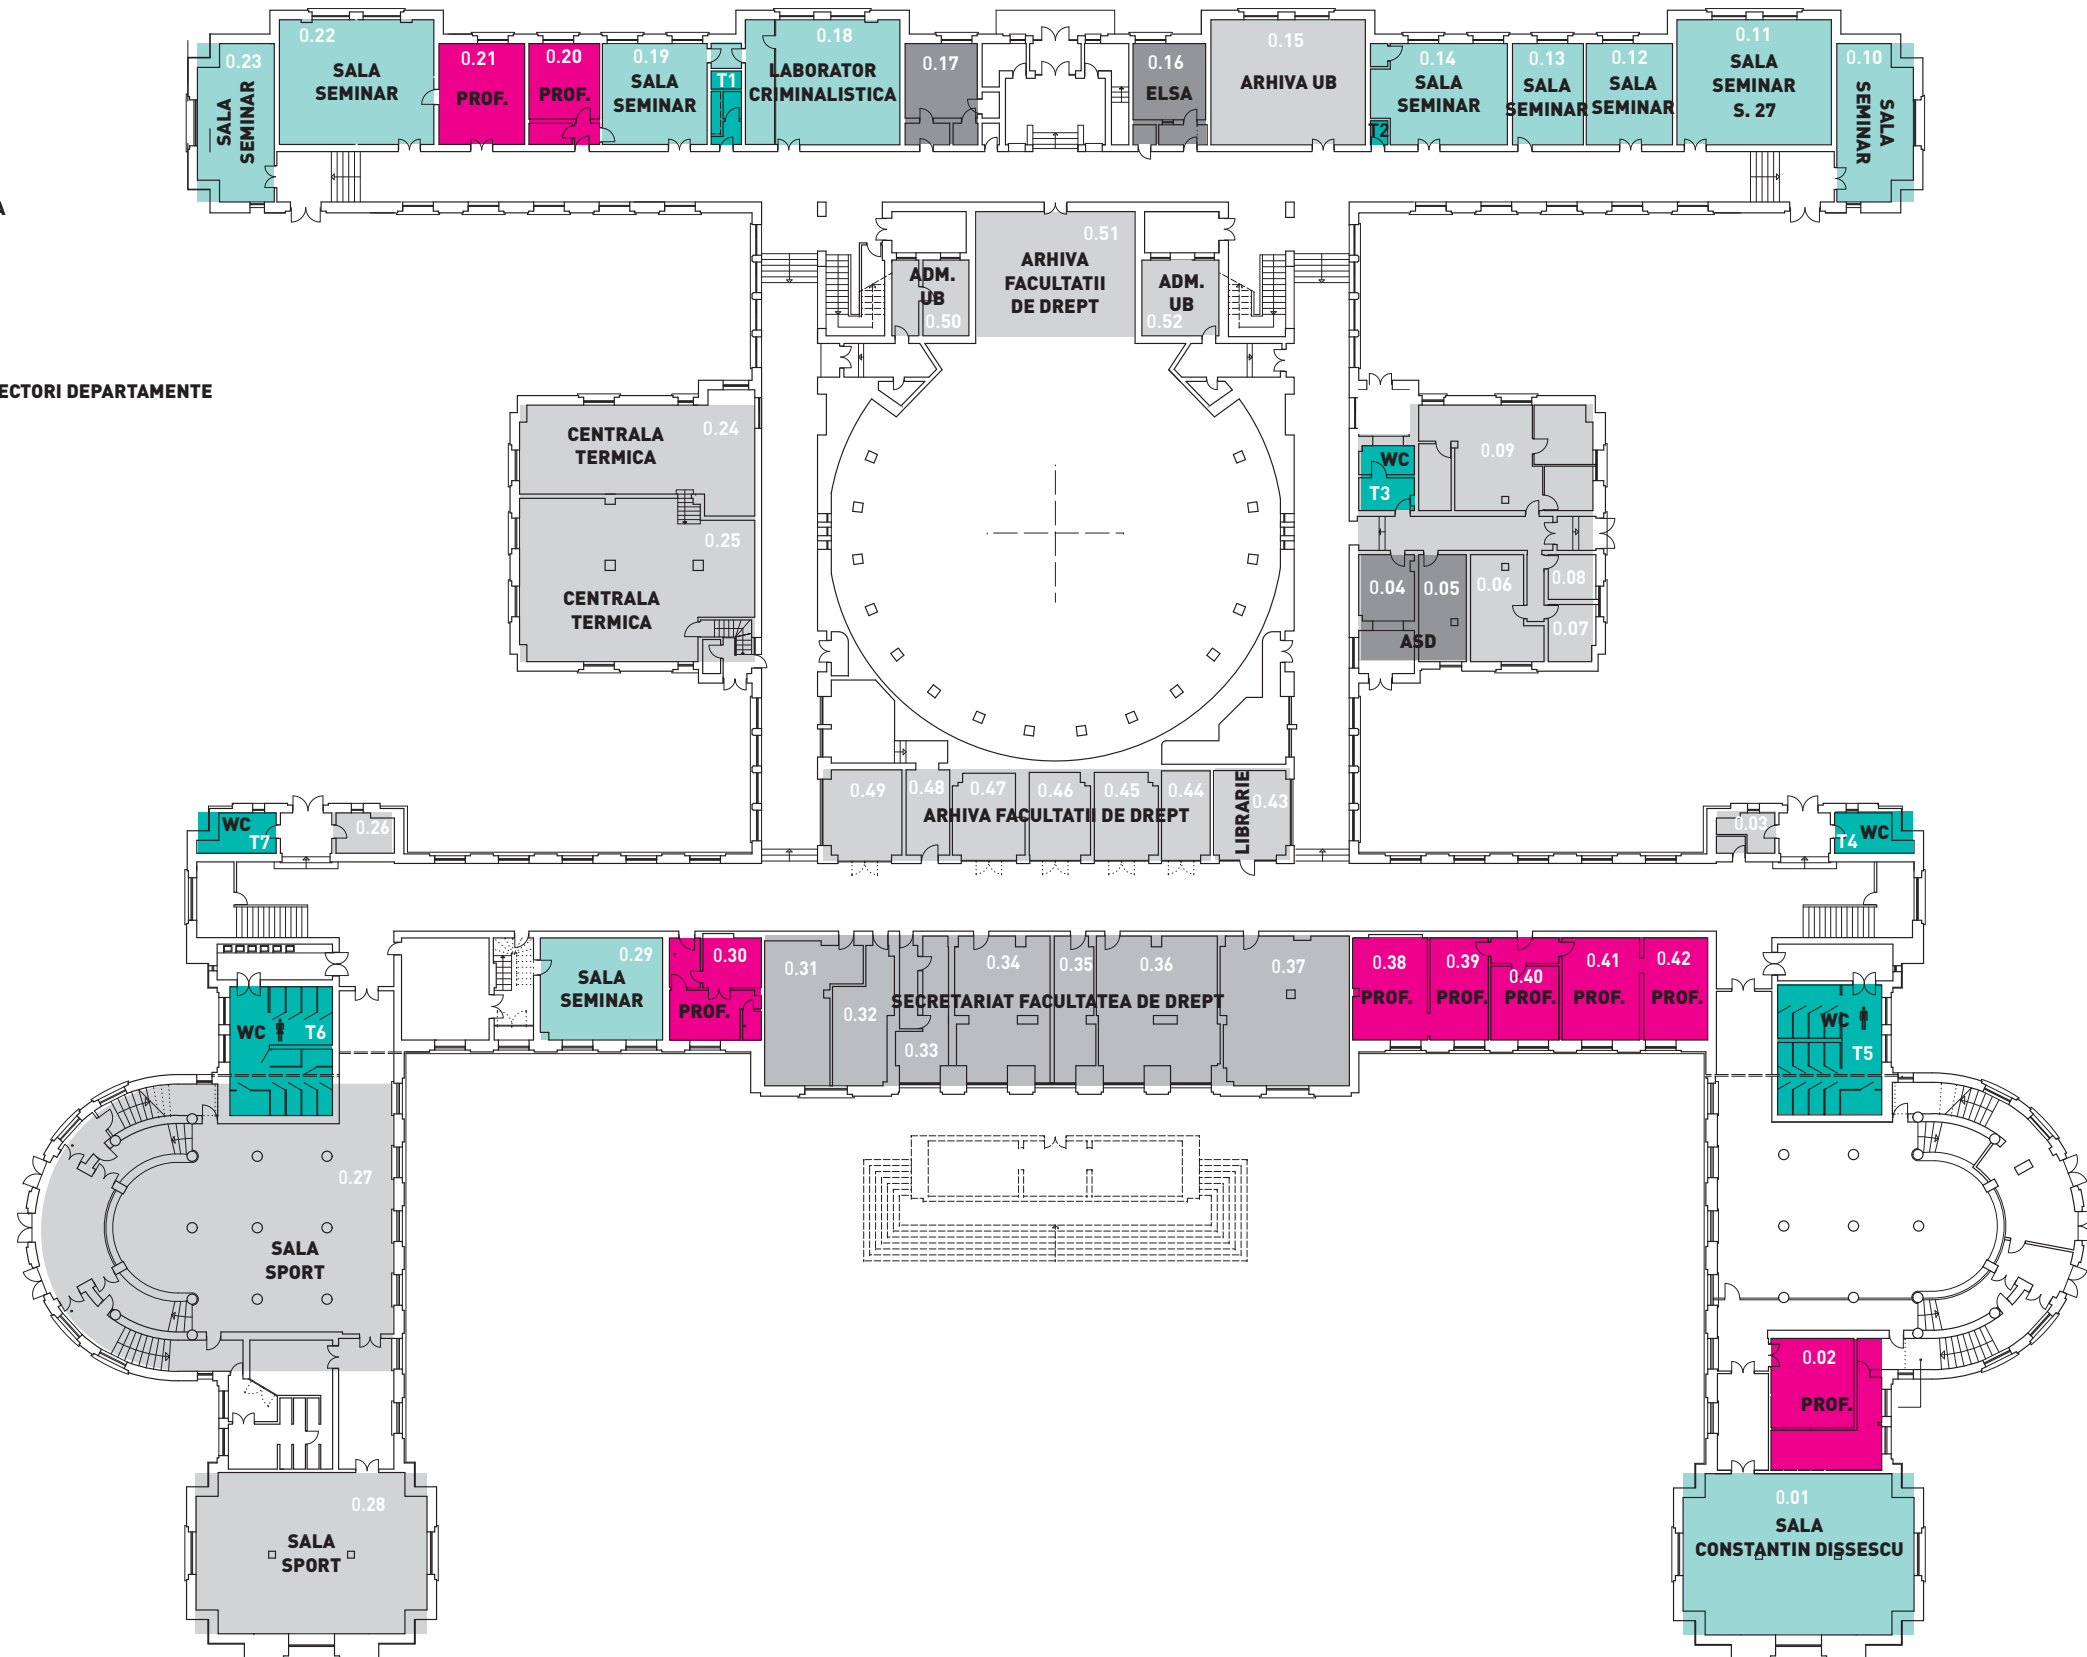 0.23
SALA
SEMINAR
0.22
SALA
SEMINAR
0.21
PROF.
0.20
PROF.
0.19
SALA
SEMINAR
T1
0.18
LABORATOR
CRIMINALISTICA
0.17
0.16
ELSA
0.15
ARHIVA UB
0.14
SALA
SEMINAR
T2
0.13
SALA
SEMINAR
0.12
SALA
SEMINAR
0.11
SALA
SEMINAR
S. 27
0.10
SALA
SEMINAR
A
ADM.
UB
0.50
0.51
ARHIVA
FACULTATII
DE DREPT
ADM.
UB
0.52
ECTORI DEPARTAMENTE
CENTRALA
TERMICA
0.24
0.25
CENTRALA
TERMICA
WC
T3
0.09
0.04
0.05
ASD
0.06
0.08
0.07
0.49
0.48
0.47
0.46
0.45
0.44
ARHIVA FACULTATII DE DREPT
LIBRARIE
0.43
WC
T7
0.26
0.03
T4
WC
0.29
SALA
SEMINAR
0.30
PROF.
0.31
0.32
0.33
0.34
0.35
0.36
0.37
SECRETARIAT FACULTATEA DE DREPT
0.38
PROF.
0.39
PROF.
0.40
PROF.
0.41
PROF.
0.42
PROF.
WC
T6
WC
T5
0.27
SALA
SPORT
0.02
PROF.
0.28
SALA
SPORT
0.01
SALA
CONSTANTIN DISSESCU